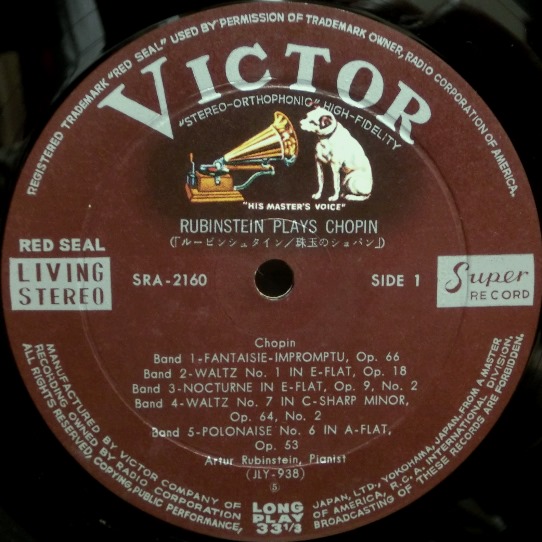 REGISTERED TRADEMARK "RED SEAL" USED BY PERMISSION OF TRADEMARK OWNER, RADIO CORPORATION OF AMERICA.
VICTOR
"STEREO-ORTHOPHONIC" HIGH-FIDELITY
"HIS MASTER'S VOICE"
RUBINSTEIN PLAYS CHOPIN
(「ルービンシュタイン／珠玉のショパン」)
RED SEAL
LIVING
STEREO
SRA-2160
SIDE 1
Super
RECORD
Chopin
Band 1-FANTAISIE-IMPROMPTU, Op. 66
Band 2-WALTZ No. 1 IN E-FLAT, Op. 18
Band 3-NOCTURNE IN E-FLAT, Op. 9, No. 2
Band 4-WALTZ No. 7 IN C-SHARP MINOR,
Op. 64, No. 2
Band 5-POLONAISE No. 6 IN A-FLAT,
Op. 53
Artur Rubinstein, Pianist
(JLY-938)
⑤
LONG
PLAY
33 1/3
MANUFACTURED BY VICTOR COMPANY OF JAPAN, LTD., YOKOHAMA, JAPAN. FROM A MASTER
RECORDING OWNED BY RADIO CORPORATION OF AMERICA, R.C.A. INTERNATIONAL DIVISION.
ALL RIGHTS RESERVED, COPYING, PUBLIC PERFORMANCE, BROADCASTING OF THESE RECORDS ARE FORBIDDEN.